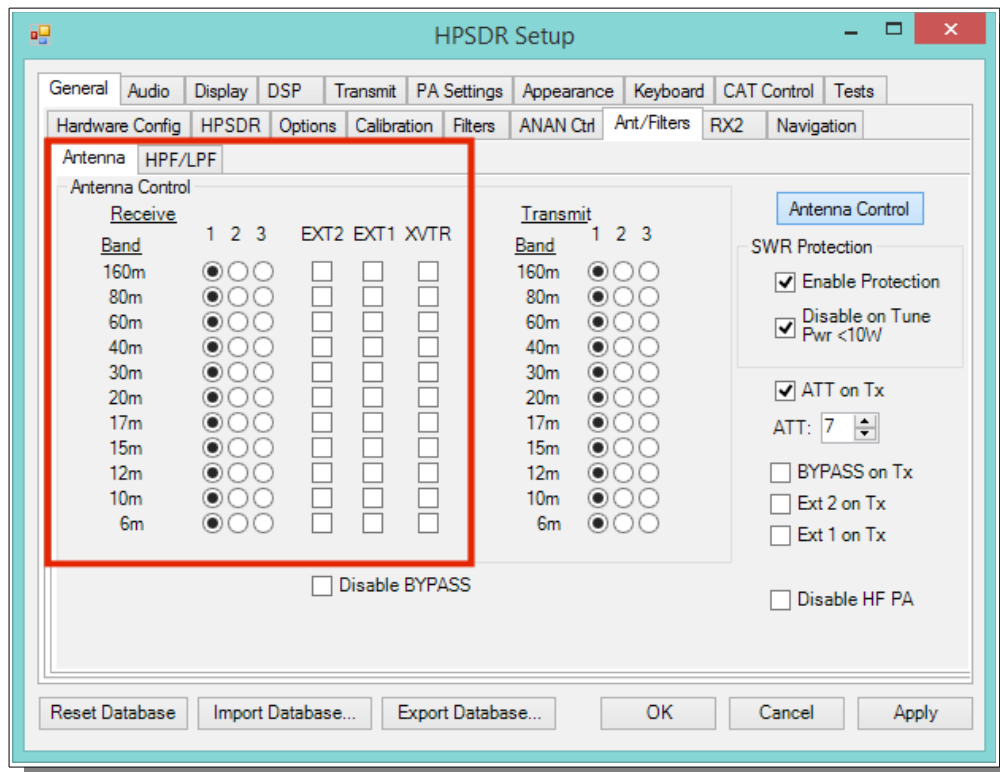 HPSDR Setup
General Audio Display DSP Transmit PA Settings Appearance Keyboard CAT Control Tests
Hardware Config HPSDR Options Calibration Filters ANAN Ctrl Ant/Filters RX2 Navigation
Antenna HPF/LPF
Antenna Control
Receive
Band 1 2 3 EXT2 EXT1 XVTR
160m
80m
60m
40m
30m
20m
17m
15m
12m
10m
6m
Disable BYPASS
Transmit
Band 1 2 3
160m
80m
60m
40m
30m
20m
17m
15m
12m
10m
6m
Antenna Control
SWR Protection
Enable Protection
Disable on Tune
Pwr <10W
ATT on Tx
ATT: 7
BYPASS on Tx
Ext 2 on Tx
Ext 1 on Tx
Disable HF PA
Reset Database Import Database... Export Database... OK Cancel Apply